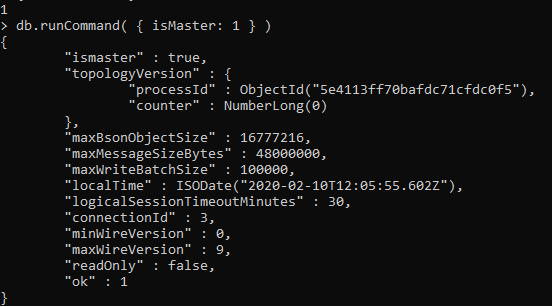 1
> db.runCommand( { isMaster: 1 } )
{
        "ismaster" : true,
        "topologyVersion" : {
                "processId" : ObjectId("5e4113ff70bafdc71cfdc0f5"),
                "counter" : NumberLong(0)
        },
        "maxBsonObjectSize" : 16777216,
        "maxMessageSizeBytes" : 48000000,
        "maxWriteBatchSize" : 100000,
        "localTime" : ISODate("2020-02-10T12:05:55.602Z"),
        "logicalSessionTimeoutMinutes" : 30,
        "connectionId" : 3,
        "minWireVersion" : 0,
        "maxWireVersion" : 9,
        "readOnly" : false,
        "ok" : 1
}